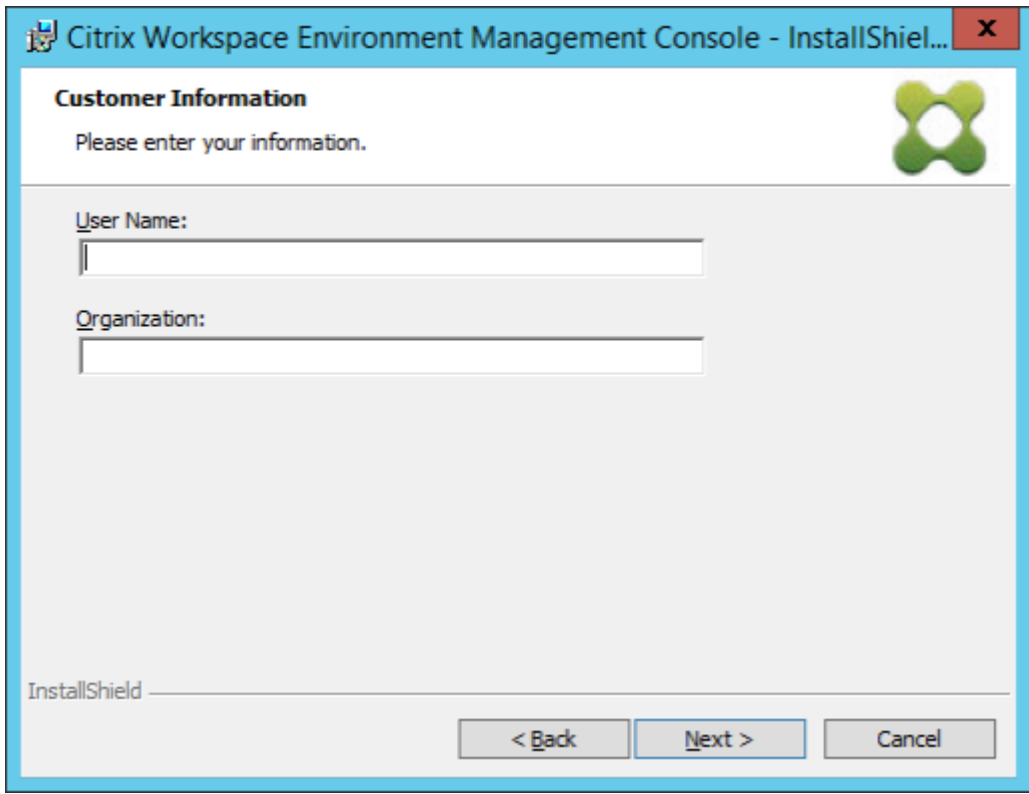 Citrix Workspace Environment Management Console - InstallShiel...
x
Customer Information
Please enter your information.
User Name:
Organization:
InstallShield
< Back
Next >
Cancel